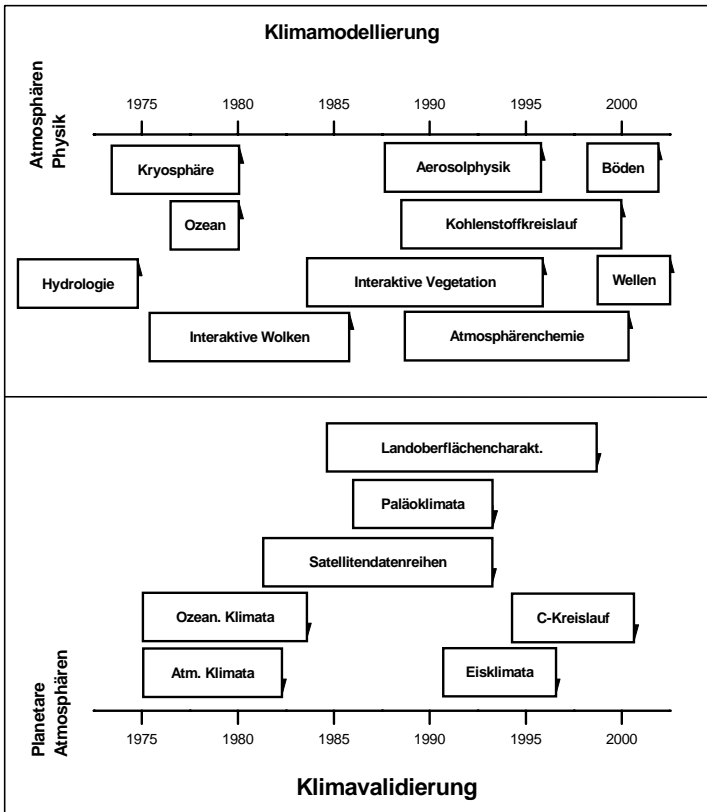 Klimamodellierung
Atmosphären
Physik
1975 1980 1985 1990 1995 2000
Kryosphäre Aerosolphysik Böden
Ozean Kohlenstoffkreislauf
Hydrologie Interaktive Vegetation Wellen
Interaktive Wolken Atmosphärenchemie
Landoberflächencharakt.
Paläoklimata
Satellitendatenreihen
Ozean. Klimata C-Kreislauf
Atm. Klimata Eisklimata
Planetare
Atmosphären
1975 1980 1985 1990 1995 2000
Klimavalidierung